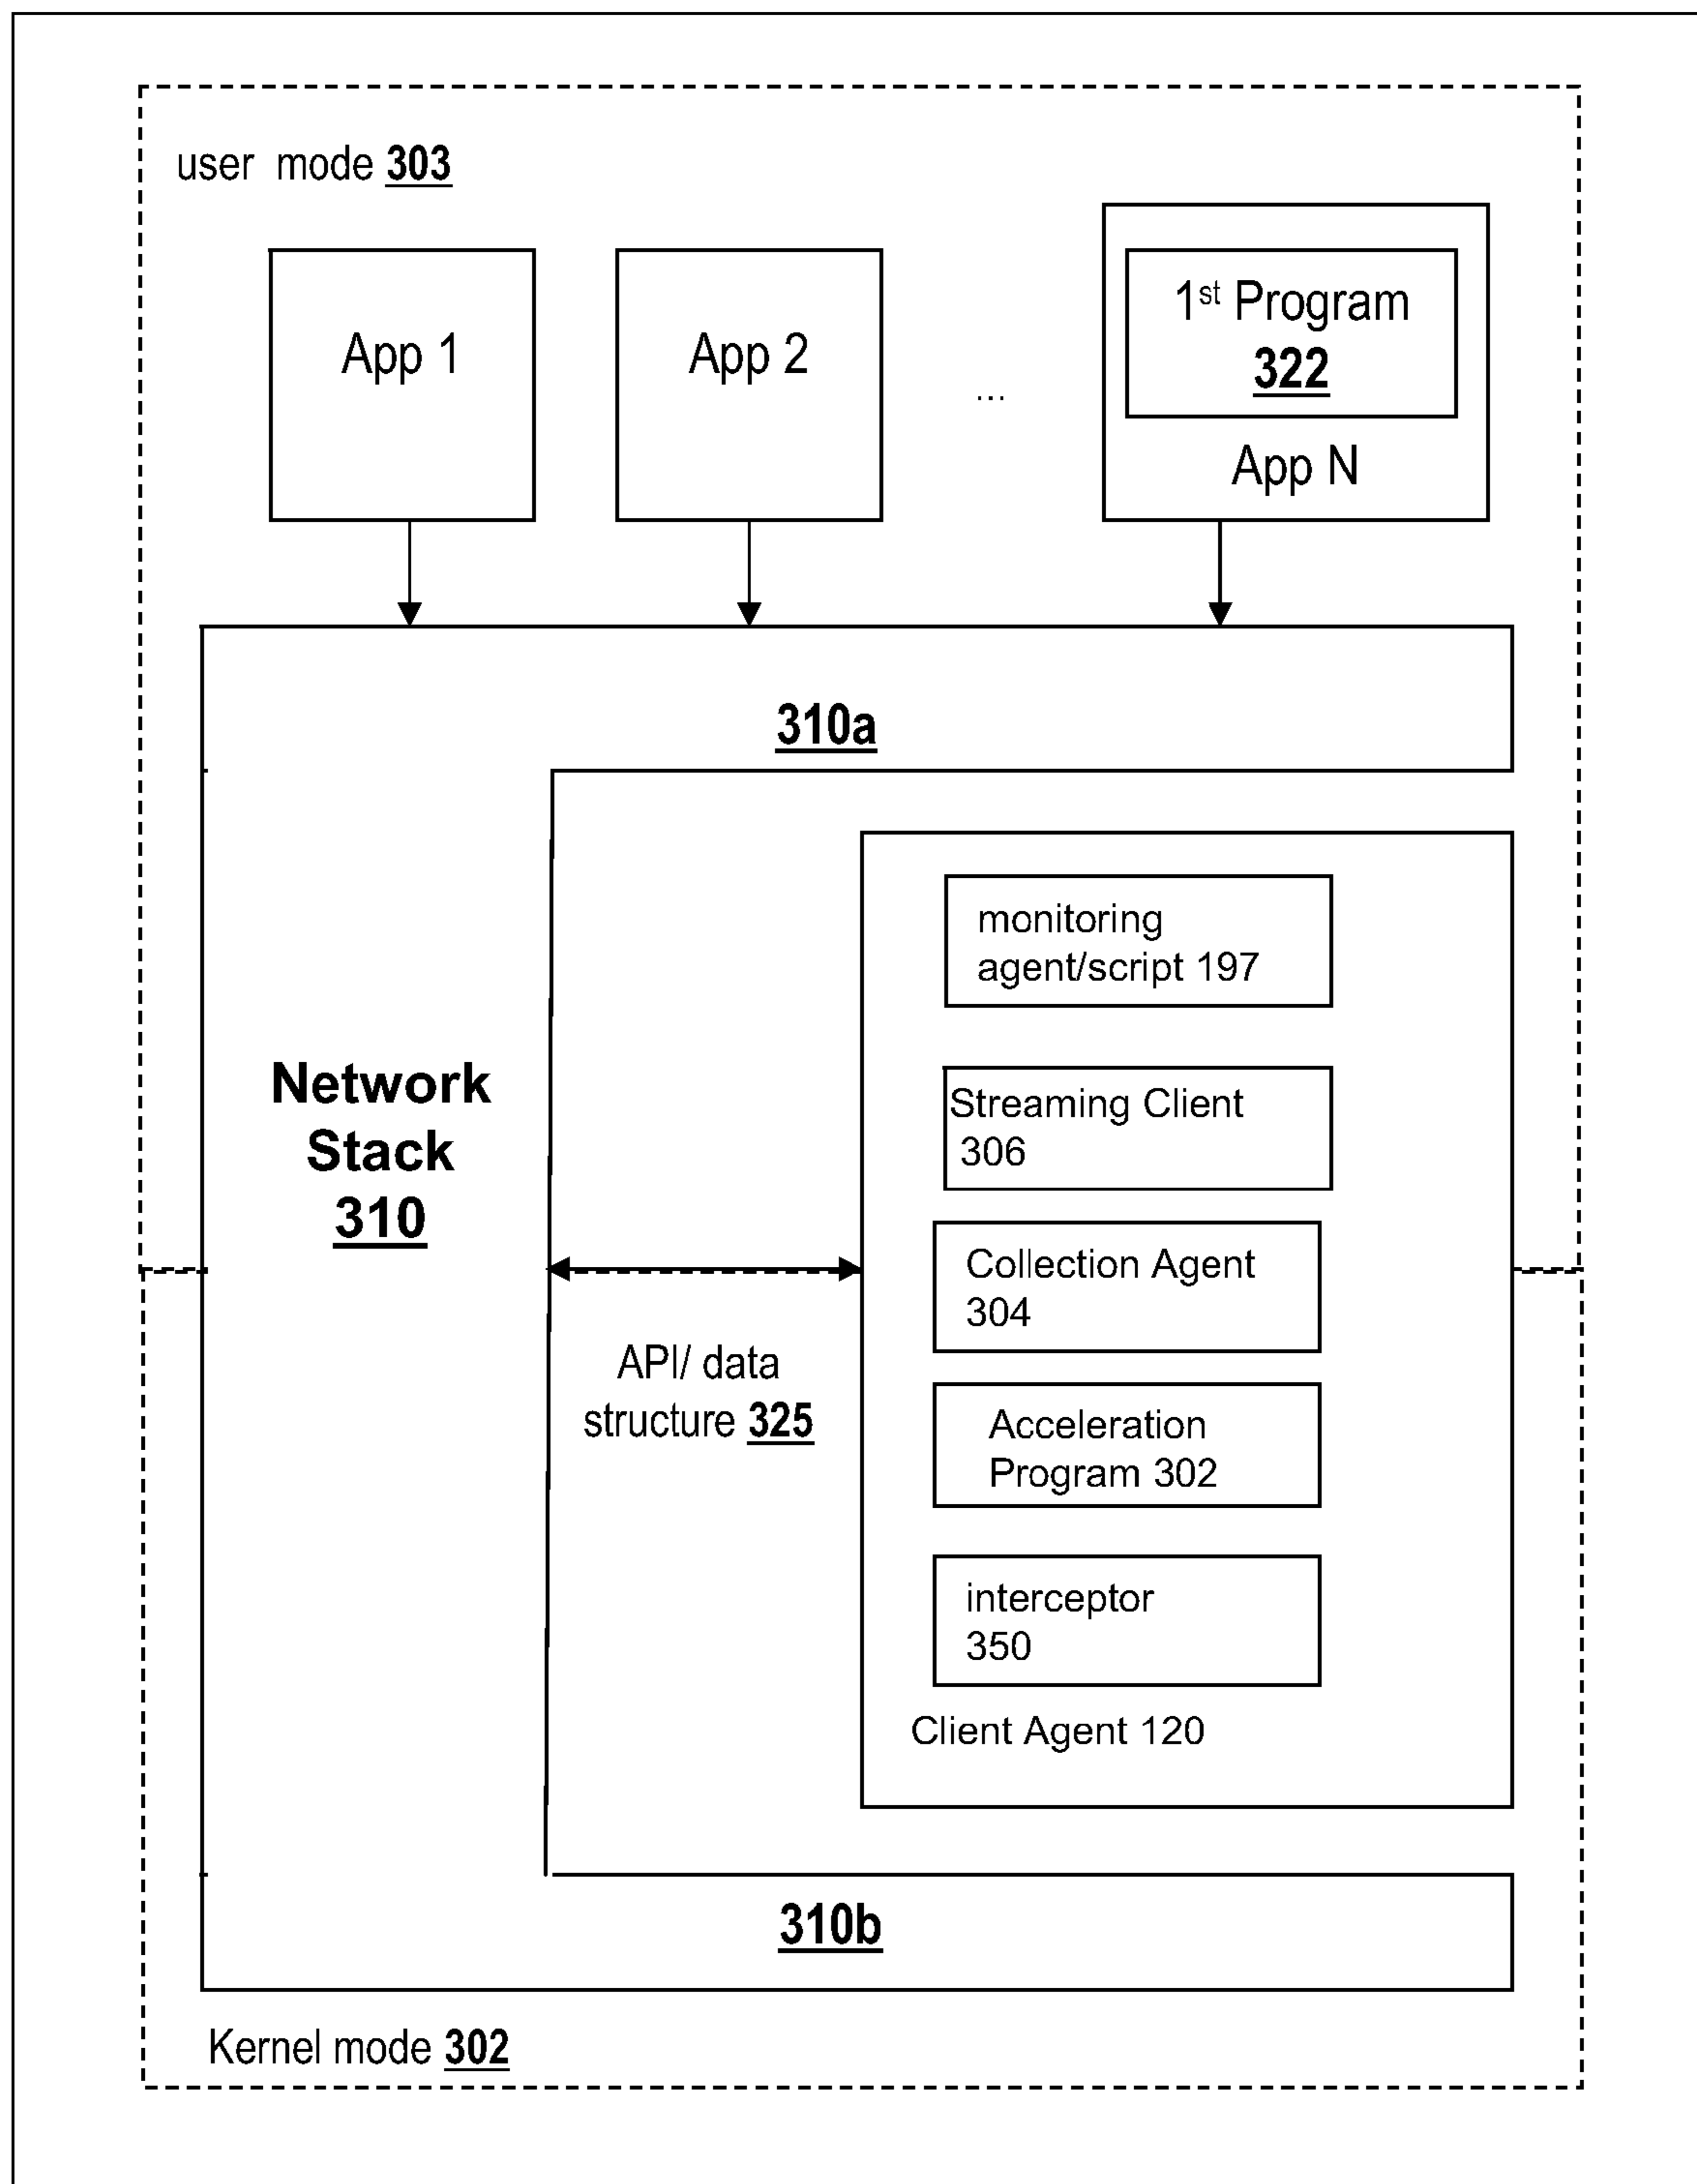 user mode 303
App 1
App 2
...
1st Program
322
App N
310a
Network
Stack
310
API/ data
structure 325
monitoring
agent/script 197
Streaming Client
306
Collection Agent
304
Acceleration
Program 302
interceptor
350
Client Agent 120
310b
Kernel mode 302